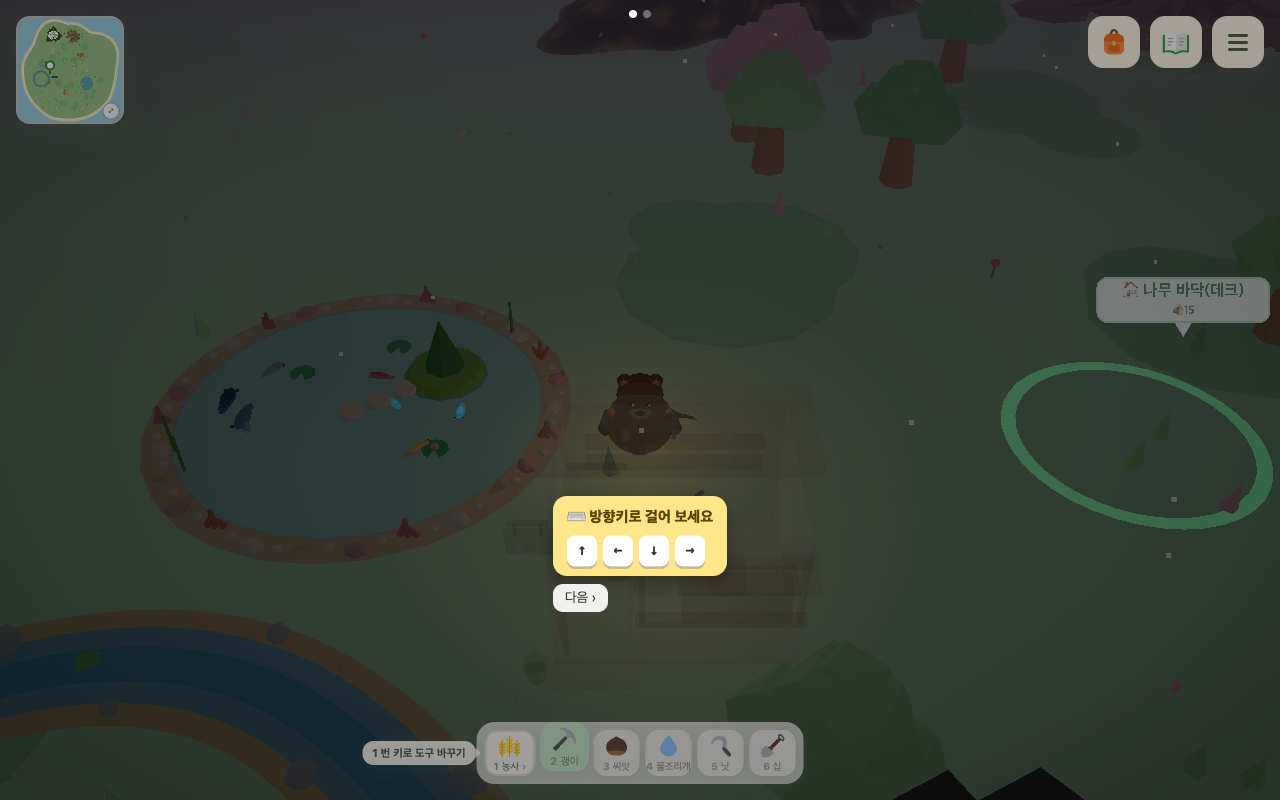 나무 바닷(데크)
15
방향키로 걸어 보세요
↑ ← ↓ →
다음 ›
1 번 키로 도구 바꾸기
1 농사 ›
2 괭이
3 씨앗
4 물조리개
5 낫
6 삽